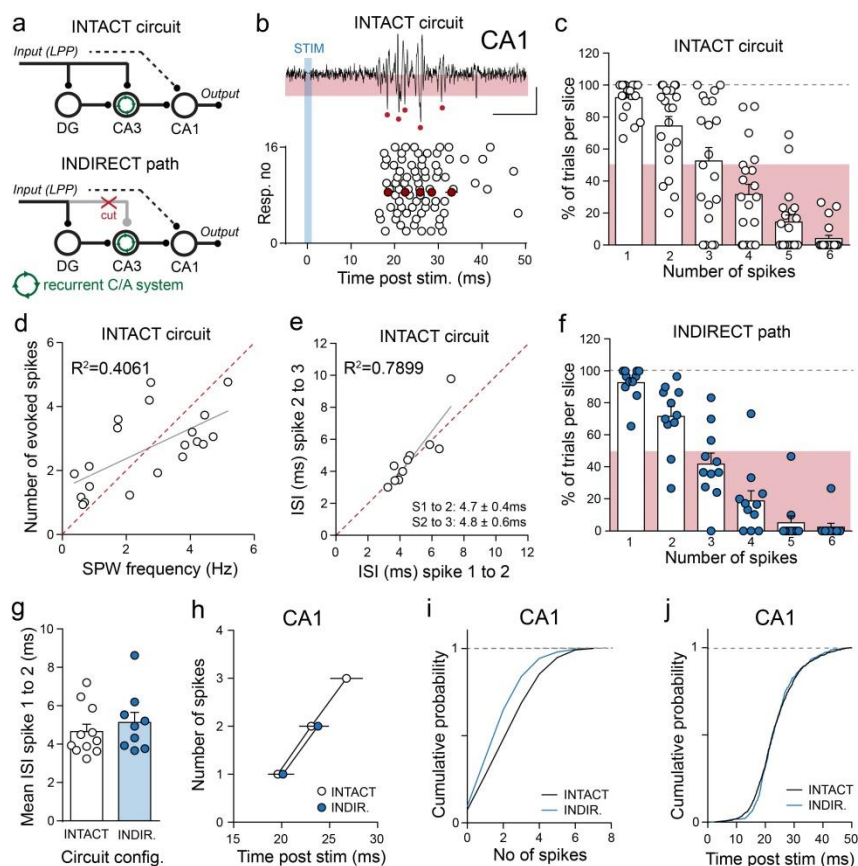 a
INTACT circuit
Input (LPP)
Output
DG
CA3
CA1
INDIRECT path
Input (LPP)
cut
Output
DG
CA3
CA1
recurrent C/A system
b
INTACT circuit
CA1
STIM
Resp. no
16
12
8
4
0
0 10 20 30 40 50
Time post stim. (ms)
c
INTACT circuit
% of trials per slice
120
100
80
60
40
20
0
1 2 3 4 5 6
Number of spikes
d
INTACT circuit
R²=0.4061
Number of evoked spikes
6
4
2
0
0 2 4 6
SPW frequency (Hz)
e
INTACT circuit
R²=0.7899
ISI (ms) spike 2 to 3
12
10
8
6
4
2
0
S1 to 2: 4.7 ± 0.4ms
S2 to 3: 4.8 ± 0.6ms
0 2 4 6 8 10 12
ISI (ms) spike 1 to 2
f
INDIRECT path
% of trials per slice
120
100
80
60
40
20
0
1 2 3 4 5 6
Number of spikes
g
Mean ISI spike 1 to 2 (ms)
10
8
6
4
2
0
INTACT INDIR.
Circuit config.
h
CA1
Number of spikes
4
3
2
1
0
INTACT
INDIR.
15 20 25 30
Time post stim (ms)
i
CA1
Cumulative probability
1
0
INTACT
INDIR.
0 2 4 6 8
No of spikes
j
CA1
Cumulative probability
1
0
INTACT
INDIR.
0 10 20 30 40 50
Time post stim (ms)